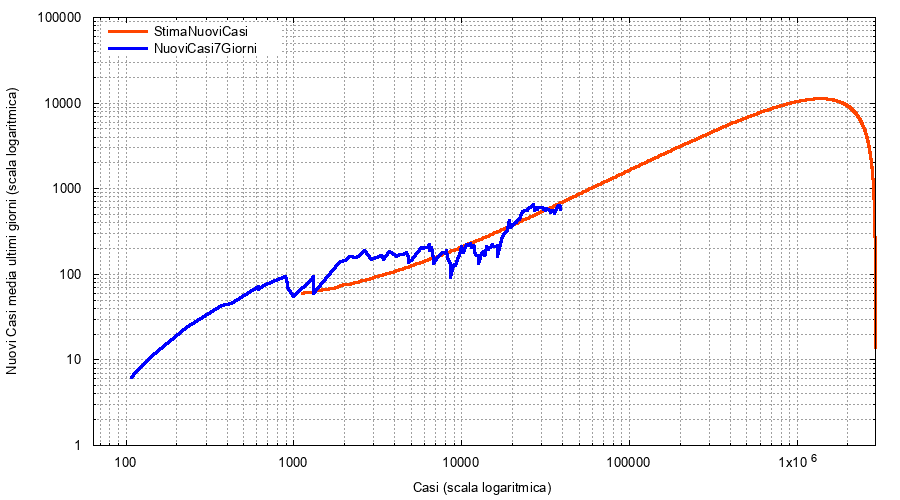 100000
StimaNuoviCasi
NuoviCasi7Giorni
10000
1000
100
10
1
Nuovi Casi media ultimi giorni (scala logaritmica)
100
1000
10000
100000
1x10 6
Casi (scala logaritmica)